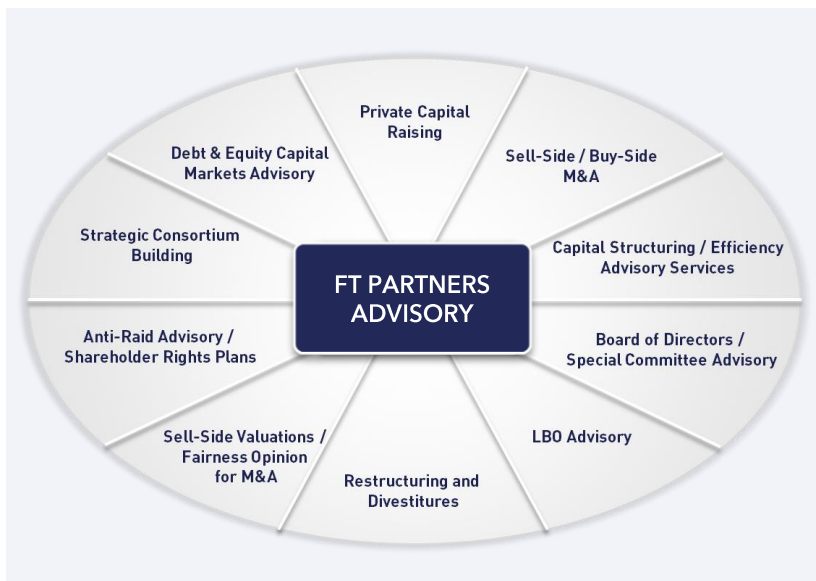 Private Capital
Raising
Sell-Side / Buy-Side
M&A
Capital Structuring / Efficiency
Advisory Services
Board of Directors /
Special Committee Advisory
LBO Advisory
Restructuring and
Divestitures
Sell-Side Valuations /
Fairness Opinion
for M&A
Anti-Raid Advisory /
Shareholder Rights Plans
Strategic Consortium
Building
Debt & Equity Capital
Markets Advisory
FT PARTNERS
ADVISORY